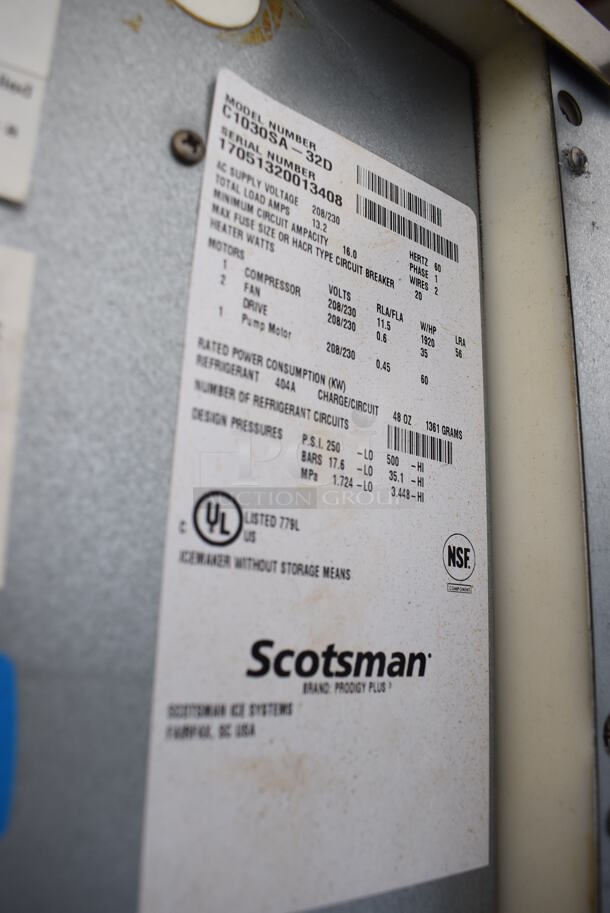 MODEL NUMBER
C1030SA-32D
SERIAL NUMBER
17051320013408
AC SUPPLY VOLTAGE 208/230 HERTZ 60
TOTAL LOAD AMPS 13.2 PHASE 1
MINIMUM CIRCUIT AMPACITY 16.0 WIRES 2
MAX FUSE SIZE OR HACR TYPE CIRCUIT BREAKER 20
HEATER WATTS
MOTORS VOLTS RLA/FLA W/HP LRA
1 COMPRESSOR 208/230 11.5 1920 56
2 FAN 208/230 0.6 35
DRIVE
1 Pump Motor 208/230 0.45 60
RATED POWER CONSUMPTION (KW)
REFRIGERANT 404A CHARGE/CIRCUIT 48 OZ 1361 GRAMS
NUMBER OF REFRIGERANT CIRCUITS
DESIGN PRESSURES P.S.I. 250 -LO 500 -HI
BARS 17.6 -LO 35.1 -HI
MPa 1.724 -LO 3.448 -HI
C UL US LISTED 779L
ICEMAKER WITHOUT STORAGE MEANS
NSF.
COMPONENT
Scotsman
BRAND: PRODIGY PLUS
SCOTSMAN ICE SYSTEMS
FAIRFAX, SC USA
PCI
AUCTION GROUP